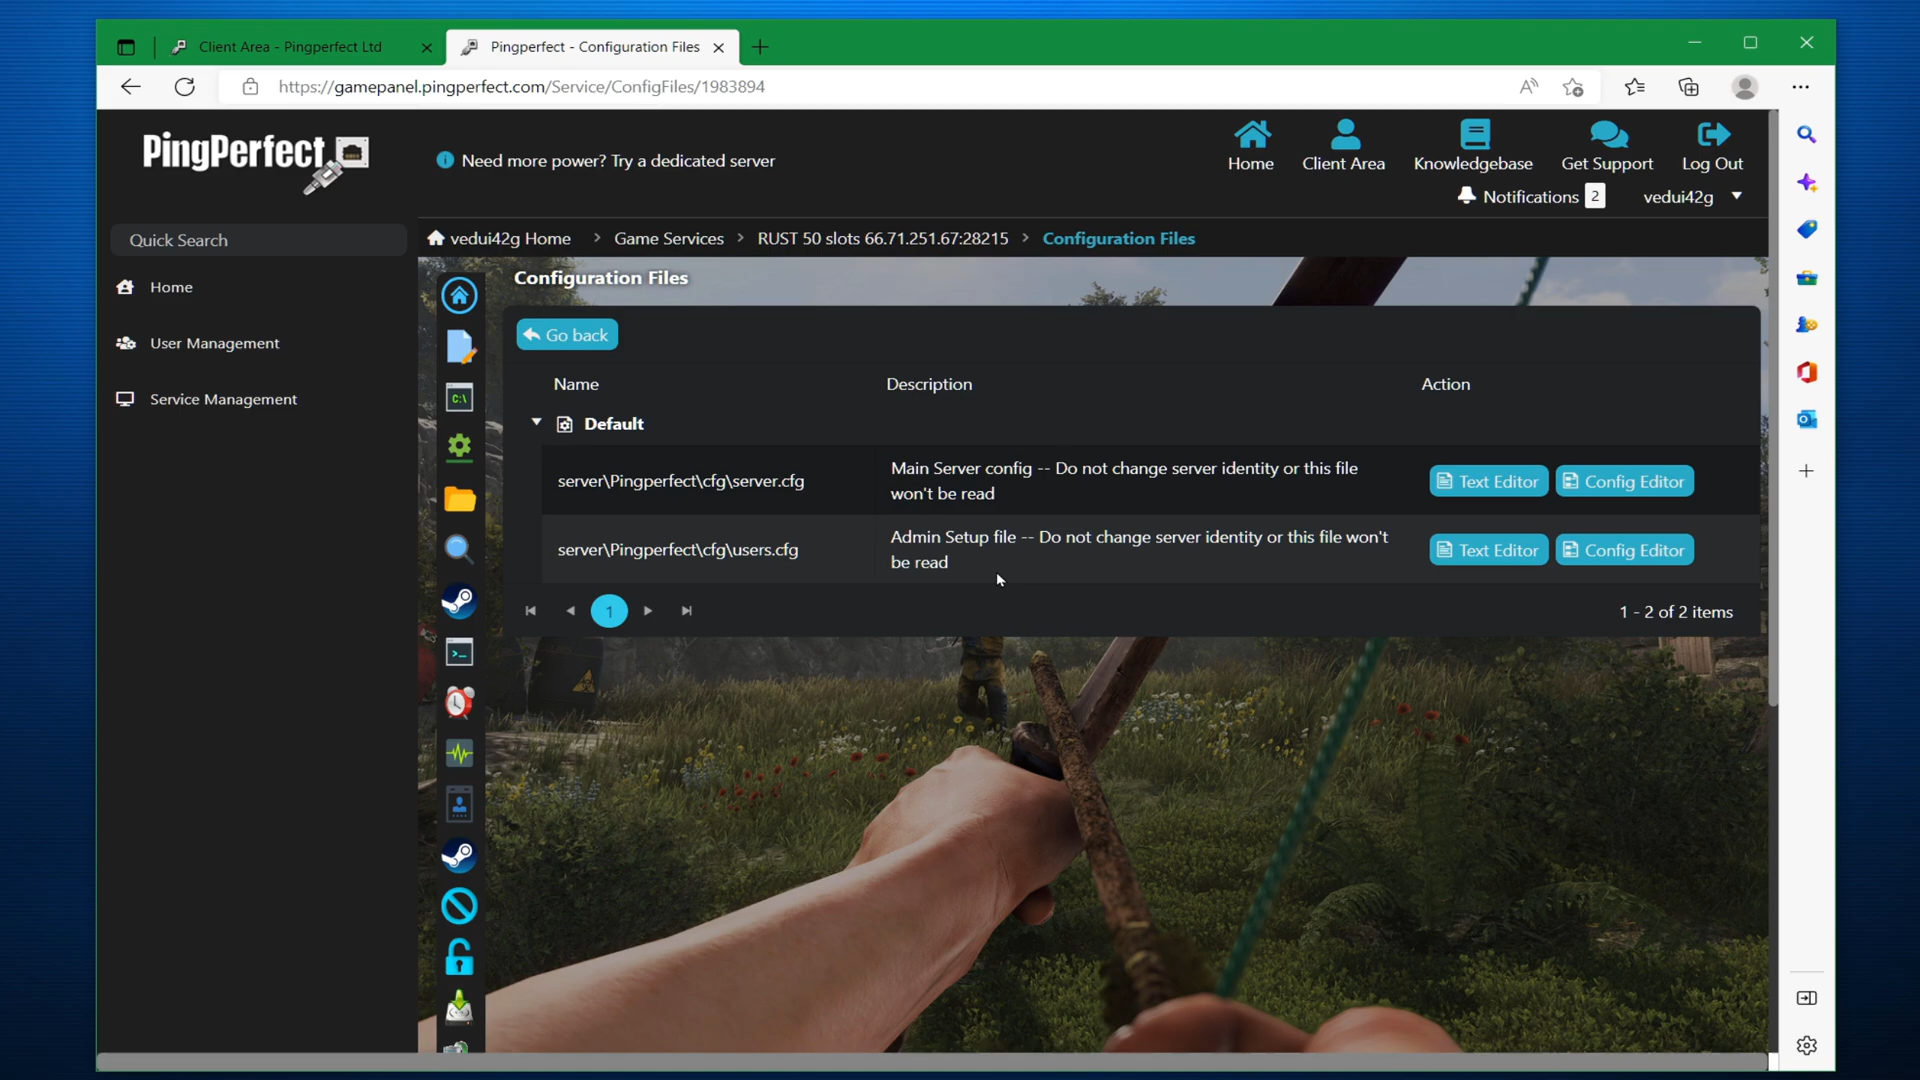 Client Area - Pingperfect Ltd
Pingperfect - Configuration Files
https://gamepanel.pingperfect.com/Service/ConfigFiles/1983894
PingPerfect
Need more power? Try a dedicated server
Home
Client Area
Knowledgebase
Get Support
Log Out
Notifications 2
vedui42g
Quick Search
vedui42g Home > Game Services > RUST 50 slots 66.71.251.67:28215 > Configuration Files
Home
User Management
Service Management
Configuration Files
Go back
Name Description Action
Default
server\Pingperfect\cfg\server.cfg
Main Server config -- Do not change server identity or this file
won't be read
Text Editor
Config Editor
server\Pingperfect\cfg\users.cfg
Admin Setup file -- Do not change server identity or this file won't
be read
Text Editor
Config Editor
1
1 - 2 of 2 items
C:\